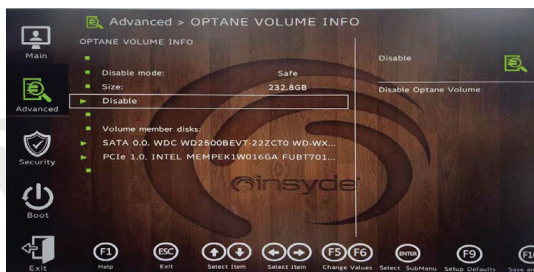 Advanced > OPTANE VOLUME INFO
OPTANE VOLUME INFO
Main
Advanced
Security
Boot
Exit
Disable mode: Safe
Size: 232.8GB
Disable
Volume member disks:
SATA 0.0, WDC WD2500BEVT-22ZCT0 WD-WX...
PCIe 1.0, INTEL MEMPEK1W016GA FUBT701...
Disable
Disable Optane Volume
insyde
F1 Help
ESC Exit
Select Item
Select Item
F5 F6 Change Values
ENTER Select SubMenu
F9 Setup Defaults
F10 Save and